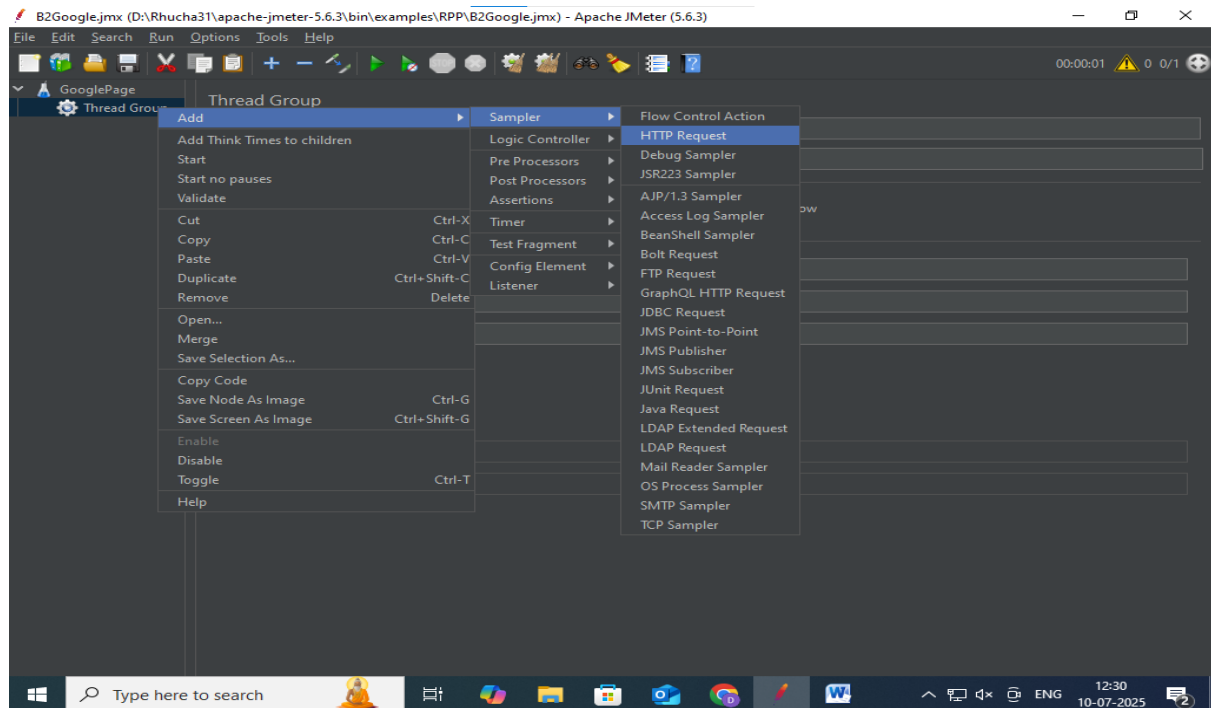 B2Google.jmx (D:\Rhucha31\apache-jmeter-5.6.3\bin\examples\RPP\B2Google.jmx) - Apache JMeter (5.6.3)
File Edit Search Run Options Tools Help
STOP
00:00:01 0 0/1
GooglePage
Thread Group
Thread Group
Add
Add Think Times to children
Start
Start no pauses
Validate
Cut Ctrl-X
Copy Ctrl-C
Paste Ctrl-V
Duplicate Ctrl+Shift-C
Remove Delete
Open...
Merge
Save Selection As...
Copy Code
Save Node As Image Ctrl-G
Save Screen As Image Ctrl+Shift-G
Enable
Disable
Toggle Ctrl-T
Help
Sampler
Logic Controller
Pre Processors
Post Processors
Assertions
Timer
Test Fragment
Config Element
Listener
Flow Control Action
HTTP Request
Debug Sampler
JSR223 Sampler
AJP/1.3 Sampler
Access Log Sampler
BeanShell Sampler
Bolt Request
FTP Request
GraphQL HTTP Request
JDBC Request
JMS Point-to-Point
JMS Publisher
JMS Subscriber
JUnit Request
Java Request
LDAP Extended Request
LDAP Request
Mail Reader Sampler
OS Process Sampler
SMTP Sampler
TCP Sampler
Type here to search
ENG
12:30
10-07-2025
2